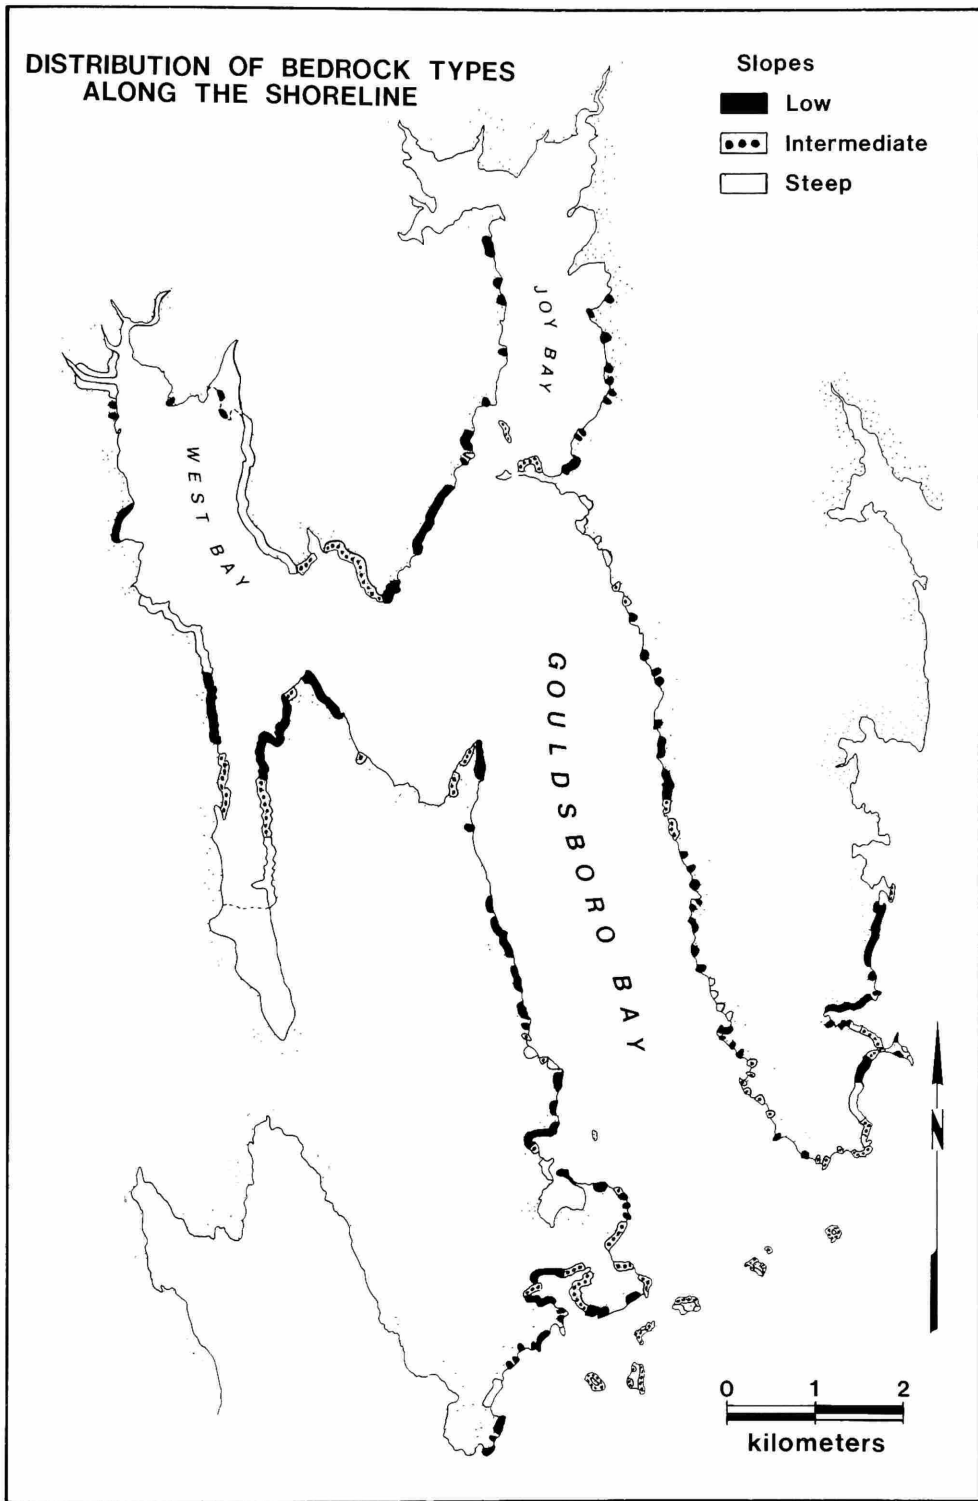 DISTRIBUTION OF BEDROCK TYPES
ALONG THE SHORELINE
Slopes
Low
Intermediate
Steep
JOY BAY
WEST BAY
GOULDSBORO BAY
N
0 1 2
kilometers